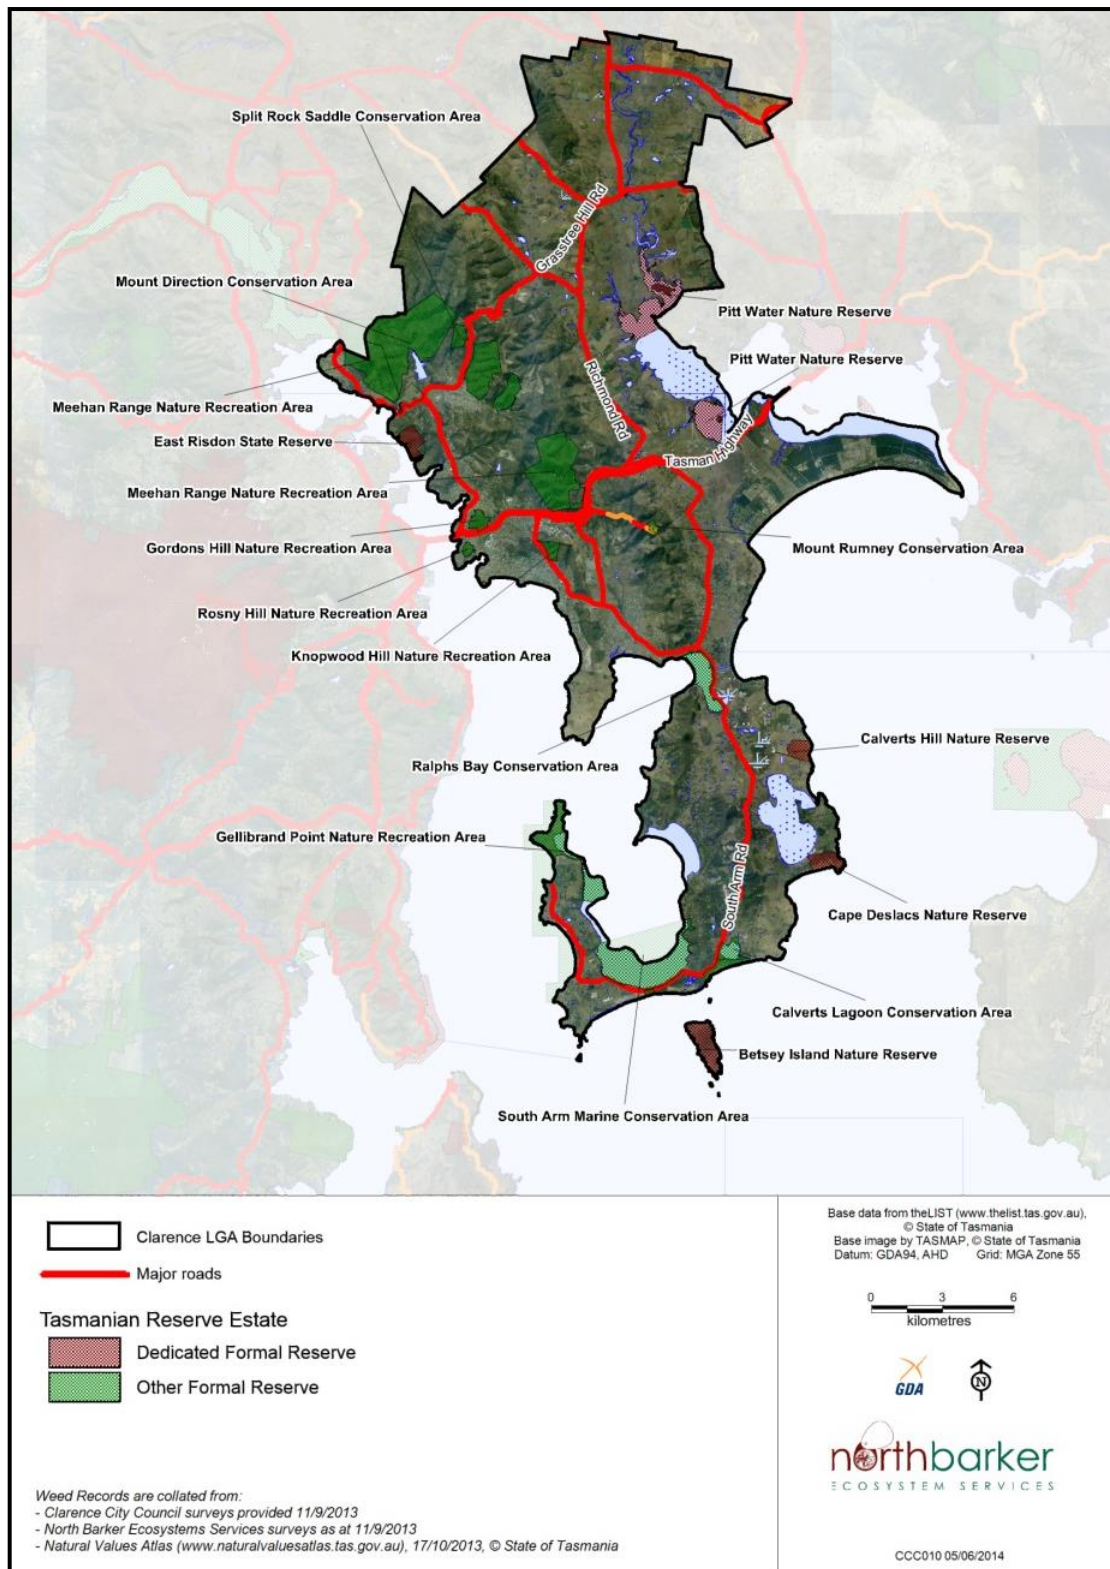 Split Rock Saddle Conservation Area
Grasstree Hill Rd
Mount Direction Conservation Area
Pitt Water Nature Reserve
Pitt Water Nature Reserve
Richmond Rd
Meehan Range Nature Recreation Area
East Risdon State Reserve
Tasman Highway
Meehan Range Nature Recreation Area
Gordons Hill Nature Recreation Area
Mount Rumney Conservation Area
Rosny Hill Nature Recreation Area
Knopwood Hill Nature Recreation Area
Calverts Hill Nature Reserve
Ralphs Bay Conservation Area
Gellibrand Point Nature Recreation Area
South Arm Rd
Cape Deslacs Nature Reserve
Calverts Lagoon Conservation Area
Betsey Island Nature Reserve
South Arm Marine Conservation Area
Clarence LGA Boundaries
Major roads
Tasmanian Reserve Estate
Dedicated Formal Reserve
Other Formal Reserve
Weed Records are collated from:
- Clarence City Council surveys provided 11/9/2013
- North Barker Ecosystems Services surveys as at 11/9/2013
- Natural Values Atlas (www.naturalvaluesatlas.tas.gov.au), 17/10/2013, © State of Tasmania
Base data from theLIST (www.thelist.tas.gov.au),
© State of Tasmania
Base image by TASMAP, © State of Tasmania
Datum: GDA94, AHD Grid: MGA Zone 55
0 3 6
kilometres
GDA
N
northbarker
ECOSYSTEM SERVICES
CCC010 05/06/2014